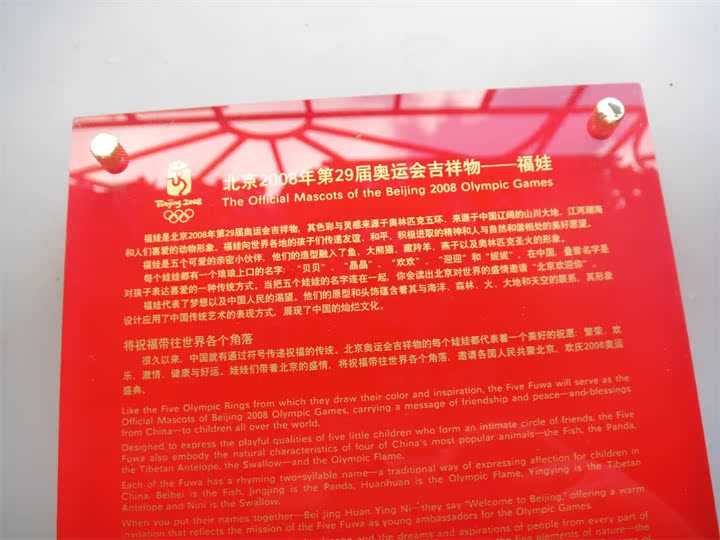 北京2008年第29届奥运会吉祥物——福娃
The Official Mascots of the Beijing 2008 Olympic Games
Beijing 2008
福娃是北京2008年第29届奥运会吉祥物，其色彩与灵感来源于奥林匹克五环、来源于中国辽阔的山川大地、江河湖海
和人们喜爱的动物形象。福娃向世界各地的孩子们传递友谊、和平、积极进取的精神和人与自然和谐相处的美好愿望。
福娃是五个可爱的亲密小伙伴，他们的造型融入了鱼、大熊猫、藏羚羊、燕子以及奥林匹克圣火的形象。
每个娃娃都有一个琅琅上口的名字：“贝贝”、“晶晶”、“欢欢”、“迎迎”和“妮妮”，在中国，叠音名字是
对孩子表达喜爱的一种传统方式。当把五个娃娃的名字连在一起，你会读出北京对世界的盛情邀请“北京欢迎你”。
福娃代表了梦想以及中国人民的渴望。他们的原型和头饰蕴含着其与海洋、森林、火、大地和天空的联系，其形象
设计应用了中国传统艺术的表现方式，展现了中国的灿烂文化。
将祝福带往世界各个角落
很久以来，中国就有通过符号传递祝福的传统。北京奥运会吉祥物的每个娃娃都代表着一个美好的祝愿：繁荣、欢
乐、激情、健康与好运。娃娃们带着北京的盛情，将祝福带往世界各个角落，邀请各国人民共聚北京，欢庆2008奥运
盛典。
Like the Five Olympic Rings from which they draw their color and inspiration, the Five Fuwa will serve as the
Official Mascots of Beijing 2008 Olympic Games, carrying a message of friendship and peace—and blessings
from China—to children all over the world.
Designed to express the playful qualities of five little children who form an intimate circle of friends, the Five
Fuwa also embody the natural characteristics of four of China's most popular animals—the Fish, the Panda,
the Tibetan Antelope, the Swallow—and the Olympic Flame.
Each of the Fuwa has a rhyming two-syllable name—a traditional way of expressing affection for children in
China. Beibei is the Fish, Jingjing is the Panda, Huanhuan is the Olympic Flame, Yingying is the Tibetan
Antelope and Nini is the Swallow.
When you put their names together—Bei Jing Huan Ying Ni—they say "Welcome to Beijing," offering a warm
invitation that reflects the mission of the Five Fuwa as young ambassadors for the Olympic Games
and the dreams and aspirations of people from every part of
the five elements of nature—the